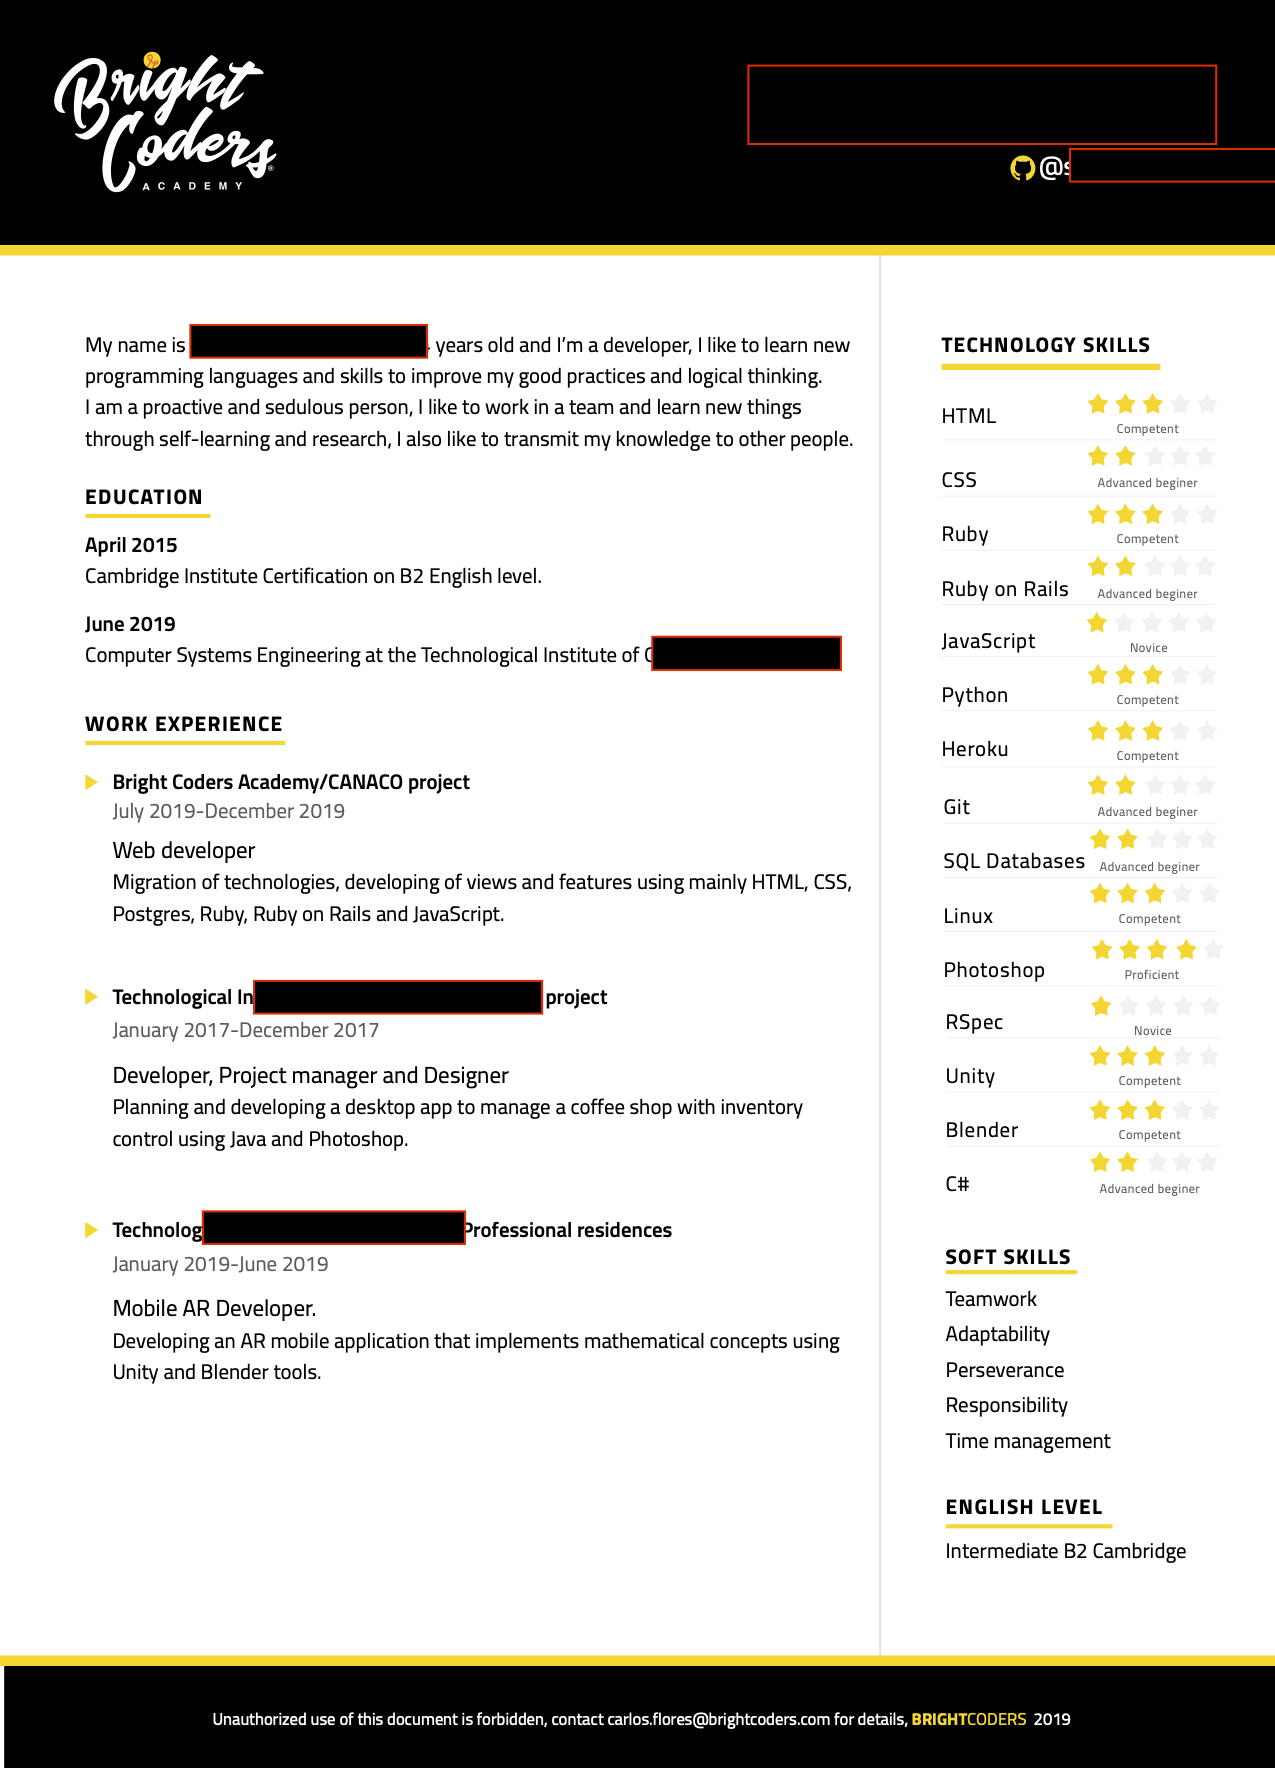 Bright
Coders
ACADEMY
My name is years old and I'm a developer, I like to learn new
programming languages and skills to improve my good practices and logical thinking.
I am a proactive and sedulous person, I like to work in a team and learn new things
through self-learning and research, I also like to transmit my knowledge to other people.
EDUCATION
April 2015
Cambridge Institute Certification on B2 English level.
June 2019
Computer Systems Engineering at the Technological Institute of
WORK EXPERIENCE
Bright Coders Academy/CANACO project
July 2019-December 2019
Web developer
Migration of technologies, developing of views and features using mainly HTML, CSS,
Postgres, Ruby, Ruby on Rails and JavaScript.
Technological In project
January 2017-December 2017
Developer, Project manager and Designer
Planning and developing a desktop app to manage a coffee shop with inventory
control using Java and Photoshop.
Technolog Professional residences
January 2019-June 2019
Mobile AR Developer.
Developing an AR mobile application that implements mathematical concepts using
Unity and Blender tools.
TECHNOLOGY SKILLS
HTML
Competent
CSS
Advanced beginer
Ruby
Competent
Ruby on Rails
Advanced beginer
JavaScript
Novice
Python
Competent
Heroku
Competent
Git
Advanced beginer
SQL Databases
Advanced beginer
Linux
Competent
Photoshop
Proficient
RSpec
Novice
Unity
Competent
Blender
Competent
C#
Advanced beginer
SOFT SKILLS
Teamwork
Adaptability
Perseverance
Responsibility
Time management
ENGLISH LEVEL
Intermediate B2 Cambridge
Unauthorized use of this document is forbidden, contact carlos.flores@brightcoders.com for details, BRIGHTCODERS 2019